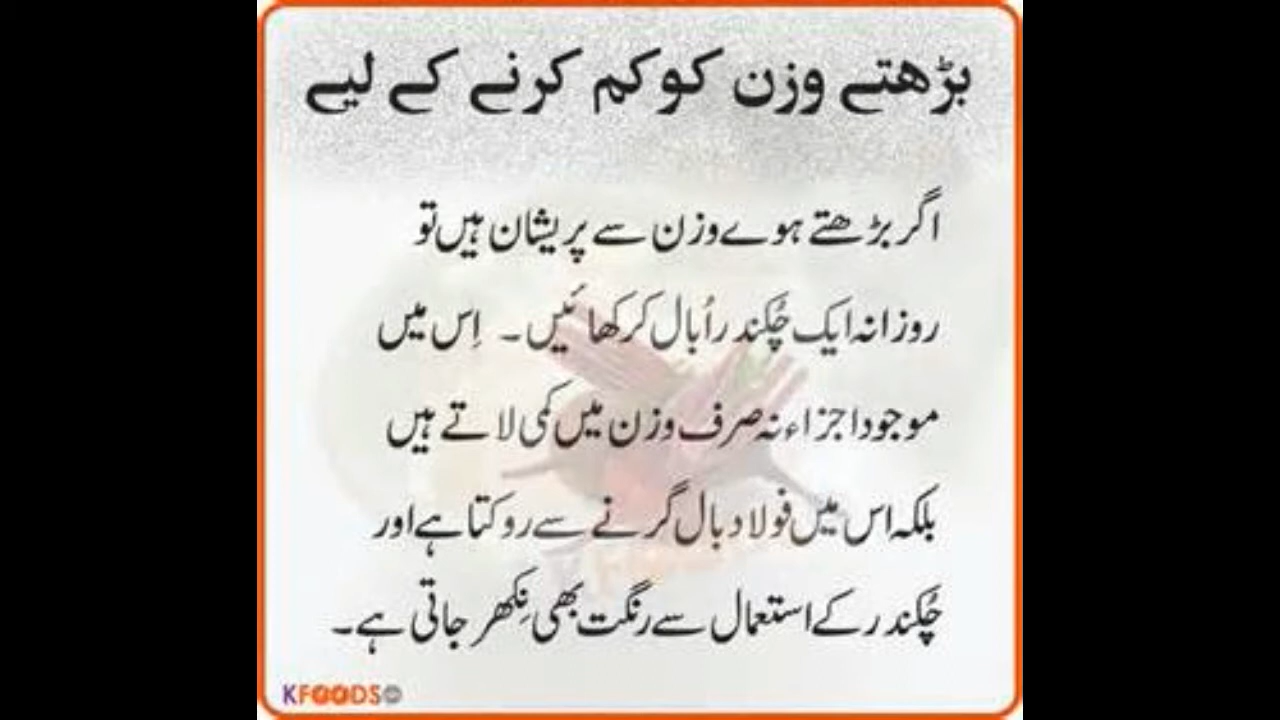 بڑھتے وزن کو کم کرنے کے لیے
اگر بڑھتے ہوے وزن سے پریشان ہیں تو
روزانہ ایک چُکندر اُبال کر کھائیں۔ اِس میں
موجود اجزاء نہ صرف وزن میں کمی لاتے ہیں
بلکہ اس میں فولاد بال گرنے سے روکتا ہے اور
چُکندر کے استعمال سے رنگت بھی نِکھر جاتی ہے۔
KFOODS